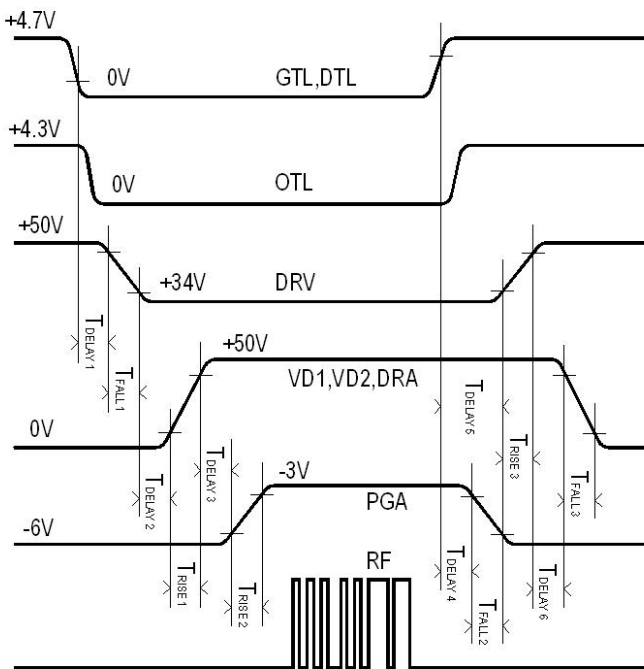 +4.7V
0V GTL,DTL
+4.3V
0V OTL
+50V
+34V DRV
TDELAY 1
TFALL 1
+50V
VD1,VD2,DRA
0V
TDELAY 2
TDELAY 3
TDELAY 5
TRISE 3
TFALL 3
-3V
PGA
-6V
RF
TRISE 1
TRISE 2
TDELAY 4
TFALL 2
TDELAY 6